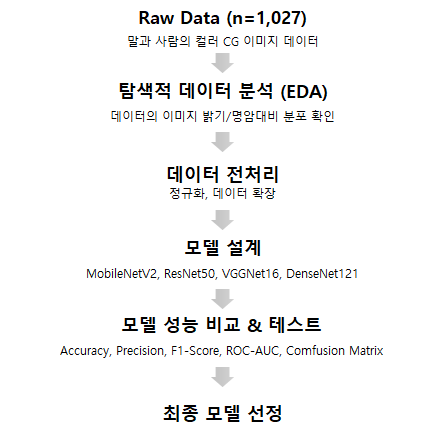 Raw Data (n=1,027)
말과 사람의 컬러 CG 이미지 데이터
탐색적 데이터 분석 (EDA)
데이터의 이미지 밝기/명암대비 분포 확인
데이터 전처리
정규화, 데이터 확장
모델 설계
MobileNetV2, ResNet50, VGGNet16, DenseNet121
모델 성능 비교 & 테스트
Accuracy, Precision, F1-Score, ROC-AUC, Comfusion Matrix
최종 모델 선정